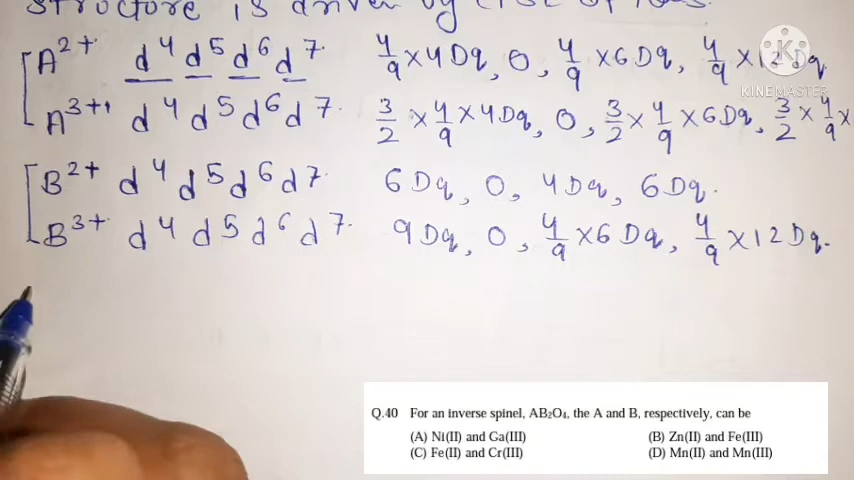 structure is driven by CFSE of ions.
A²⁺ d⁴ d⁵ d⁶ d⁷ 4/9 × 4Dq, 0, 4/9 × 6Dq, 4/9 × 12Dq
A³⁺ d⁴ d⁵ d⁶ d⁷. 3/2 × 4/9 × 4Dq, 0, 3/2 × 4/9 × 6Dq, 3/2 × 4/9 ×
B²⁺ d⁴ d⁵ d⁶ d⁷. 6Dq, 0, 4Dq, 6Dq.
B³⁺ d⁴ d⁵ d⁶ d⁷. 9Dq, 0, 4/9 × 6Dq, 4/9 × 12Dq.
KINEMASTER
Q.40 For an inverse spinel, AB₂O₄, the A and B, respectively, can be
(A) Ni(II) and Ga(III) (B) Zn(II) and Fe(III)
(C) Fe(II) and Cr(III) (D) Mn(II) and Mn(III)